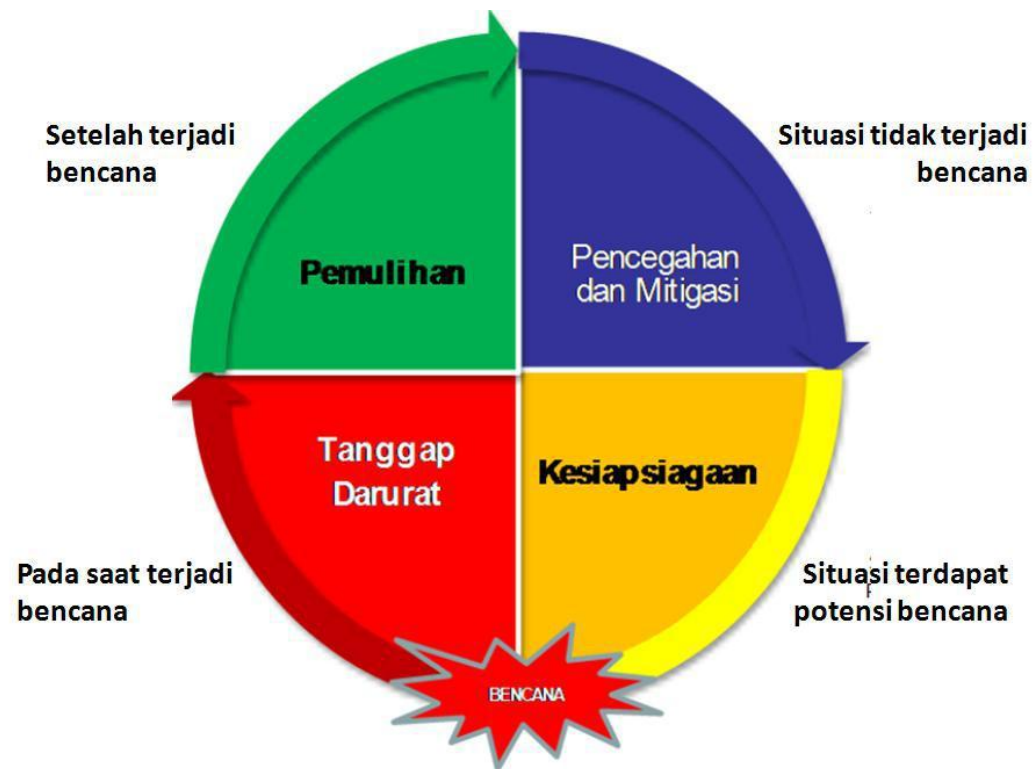 Setelah terjadi
bencana
Situasi tidak terjadi
bencana
Pemulihan
Pencegahan
dan Mitigasi
Tanggap
Darurat
Kesiapsiagaan
Pada saat terjadi
bencana
Situasi terdapat
potensi bencana
BENCANA